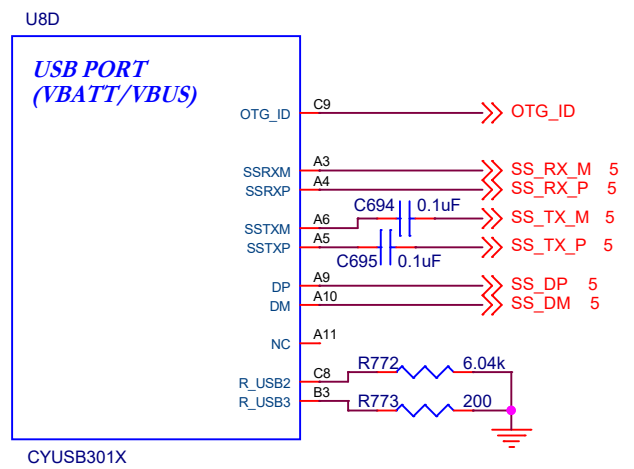 U8D
USB PORT
(VBATT/VBUS)
OTG_ID C9 OTG_ID
SSRXM A3 SS_RX_M 5
SSRXP A4 SS_RX_P 5
C694 0.1uF
SSTXM A6 SS_TX_M 5
SSTXP A5 SS_TX_P 5
C695 0.1uF
DP A9 SS_DP 5
DM A10 SS_DM 5
NC A11
R_USB2 C8 R772 6.04k
R_USB3 B3 R773 200
CYUSB301X